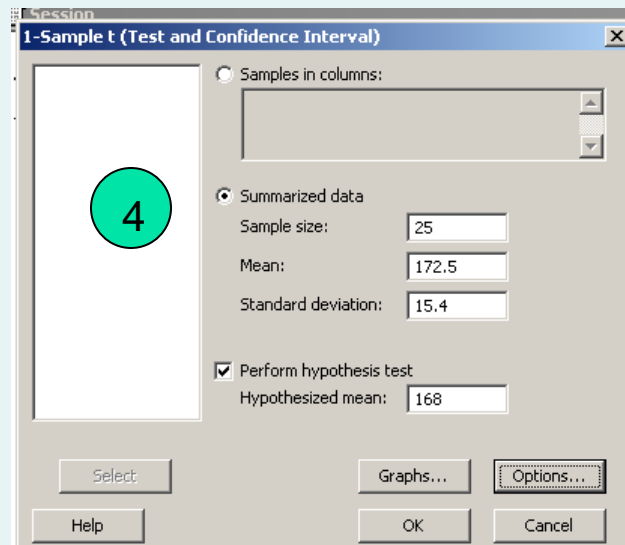 Session
1-Sample t (Test and Confidence Interval)
Samples in columns:
4
Summarized data
Sample size: 25
Mean: 172.5
Standard deviation: 15.4
Perform hypothesis test
Hypothesized mean: 168
Select Graphs... Options...
Help OK Cancel